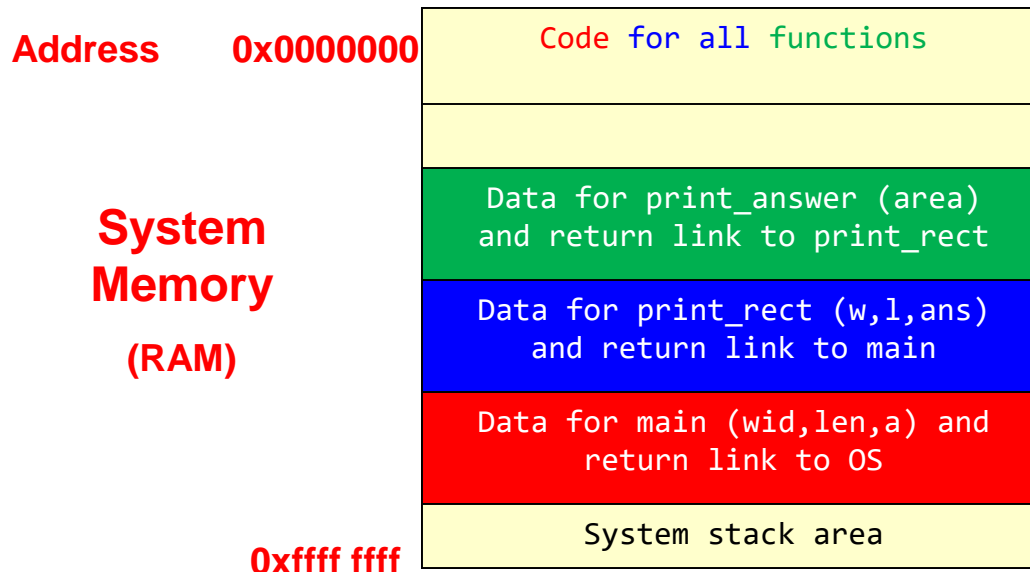 Address 0x0000000
Code for all functions
Data for print_answer (area)
and return link to print_rect
System
Memory
(RAM)
Data for print_rect (w,l,ans)
and return link to main
Data for main (wid,len,a) and
return link to OS
System stack area
0xffff ffff